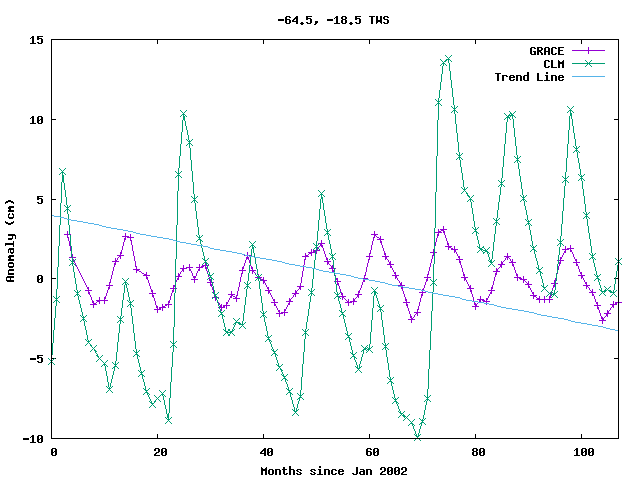 -64.5, -18.5 TWS
15
GRACE
CLM
Trend Line
10
5
Anomaly (cm)
0
-5
-10
0 20 40 60 80 100
Months since Jan 2002